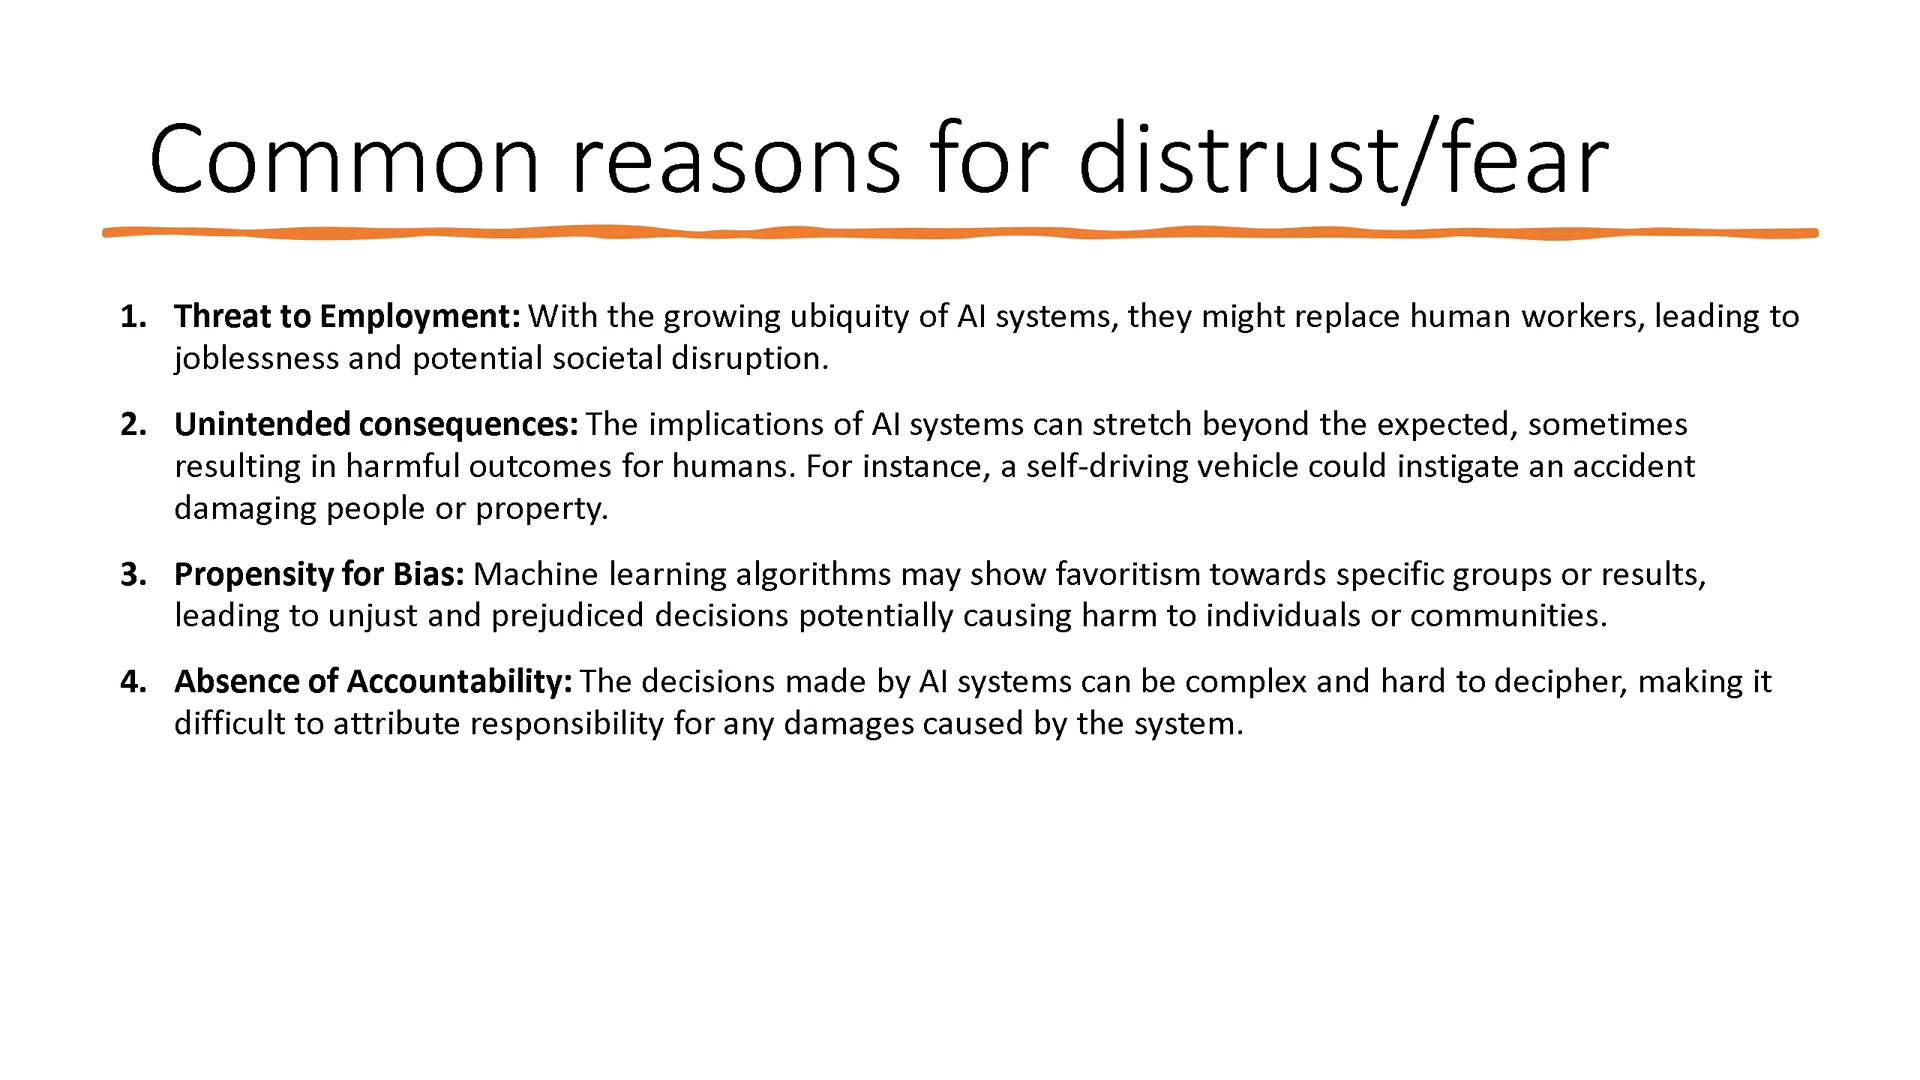 Common reasons for distrust/fear
1. Threat to Employment: With the growing ubiquity of AI systems, they might replace human workers, leading to
joblessness and potential societal disruption.
2. Unintended consequences: The implications of AI systems can stretch beyond the expected, sometimes
resulting in harmful outcomes for humans. For instance, a self-driving vehicle could instigate an accident
damaging people or property.
3. Propensity for Bias: Machine learning algorithms may show favoritism towards specific groups or results,
leading to unjust and prejudiced decisions potentially causing harm to individuals or communities.
4. Absence of Accountability: The decisions made by AI systems can be complex and hard to decipher, making it
difficult to attribute responsibility for any damages caused by the system.